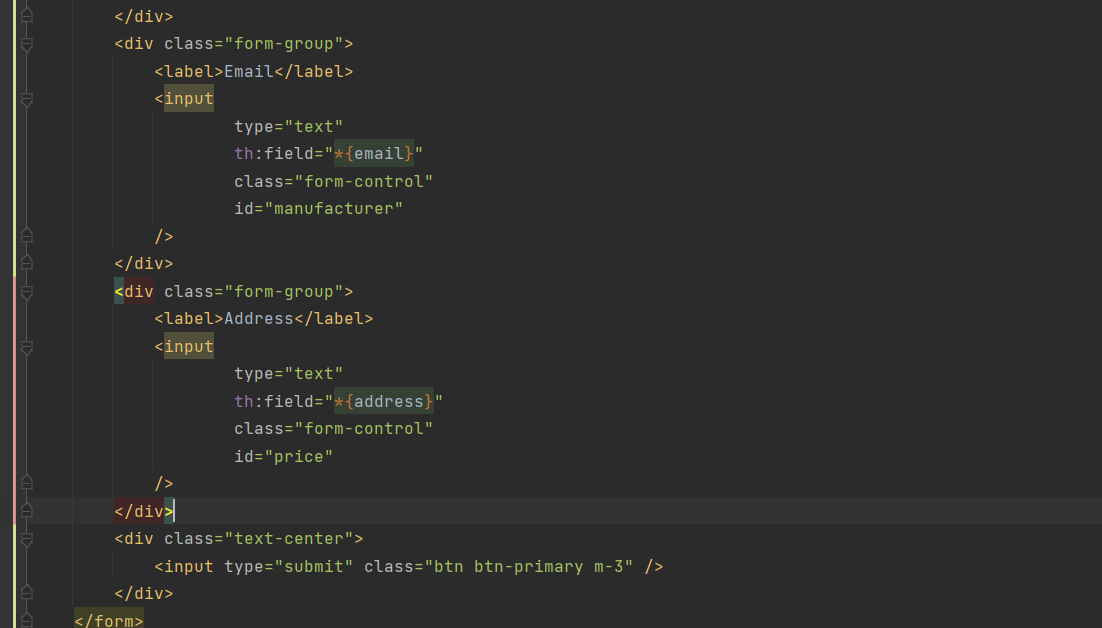 </div>
<div class="form-group">
<label>Email</label>
<input
type="text"
th:field="*{email}"
class="form-control"
id="manufacturer"
/>
</div>
<div class="form-group">
<label>Address</label>
<input
type="text"
th:field="*{address}"
class="form-control"
id="price"
/>
</div>
<div class="text-center">
<input type="submit" class="btn btn-primary m-3" />
</div>
</form>